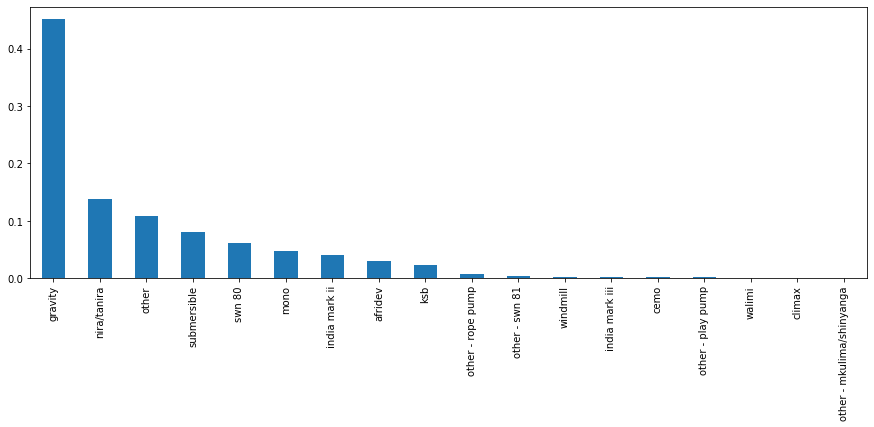 0.4
0.3
0.2
0.1
0.0
gravity
nira/tanira
other
submersible
swn 80
mono
india mark ii
afridev
ksb
other - rope pump
other - swn 81
windmill
india mark iii
cemo
other - play pump
walimi
climax
other - mkulima/shinyanga